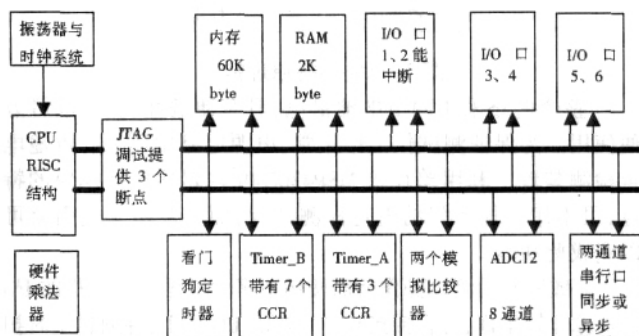 振荡器与
时钟系统
内存
60K
byte
RAM
2K
byte
I/O 口
1、2能
中断
I/O 口
3、4
I/O 口
5、6
CPU
RISC
结构
JTAG
调试提
供 3 个
断点
硬件
乘法
器
看门
狗定
时器
Timer_B
带有7个
CCR
Timer_A
带有3个
CCR
两个模
拟比较
器
ADC12
8通道
两通道
串行口
同步或
异步